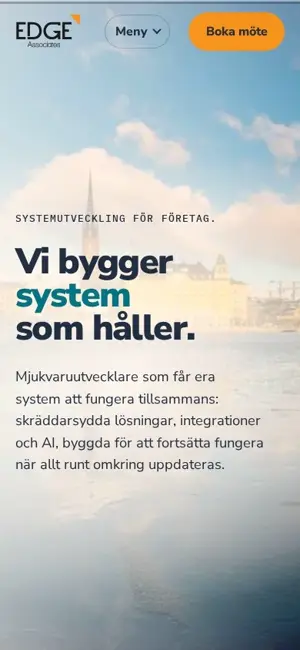 EDGE
Associates
Meny
Boka möte
SYSTEMUTVECKLING FÖR FÖRETAG.
Vi bygger
system
som håller.
Mjukvaruutvecklare som får era
system att fungera tillsammans:
skräddarsydda lösningar, integrationer
och AI, byggda för att fortsätta fungera
när allt runt omkring uppdateras.